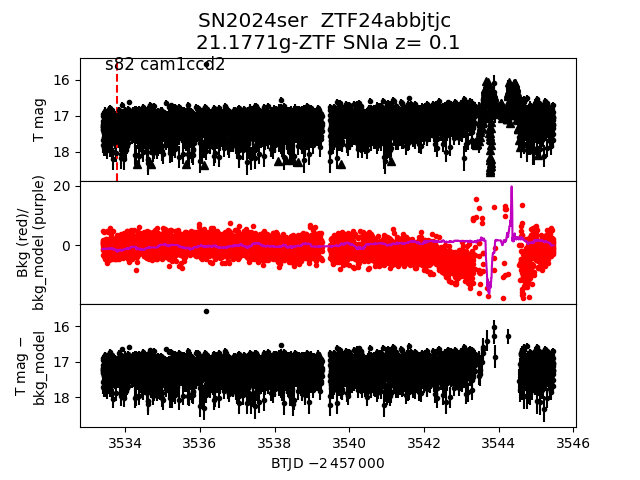 SN2024ser ZTF24abbjtjc
21.1771g-ZTF SNIa z= 0.1
s82 cam1ccd2
16
17
18
T mag
20
0
Bkg (red)/
bkg_model (purple)
16
17
18
T mag −
bkg_model
3534 3536 3538 3540 3542 3544 3546
BTJD −2 457 000